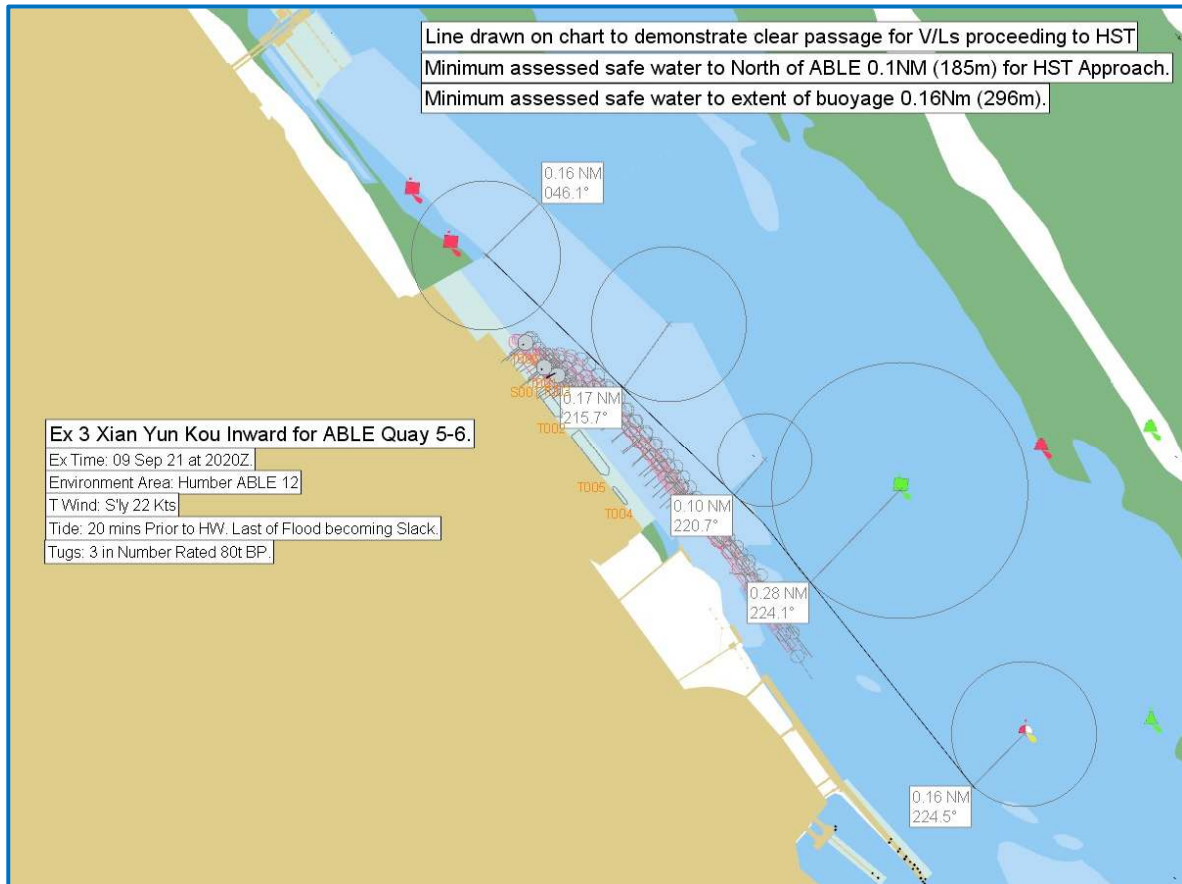 Line drawn on chart to demonstrate clear passage for V/Ls proceeding to HST
Minimum assessed safe water to North of ABLE 0.1NM (185m) for HST Approach.
Minimum assessed safe water to extent of buoyage 0.16Nm (296m).
0.16 NM
046.1°
0.17 NM
215.7°
S001
T002
Ex 3 Xian Yun Kou Inward for ABLE Quay 5-6.
Ex Time: 09 Sep 21 at 2020Z.
Environment Area: Humber ABLE 12
T Wind: S'ly 22 Kts
Tide: 20 mins Prior to HW. Last of Flood becoming Slack.
Tugs: 3 in Number Rated 80t BP.
T005
T004
0.10 NM
220.7°
0.28 NM
224.1°
0.16 NM
224.5°